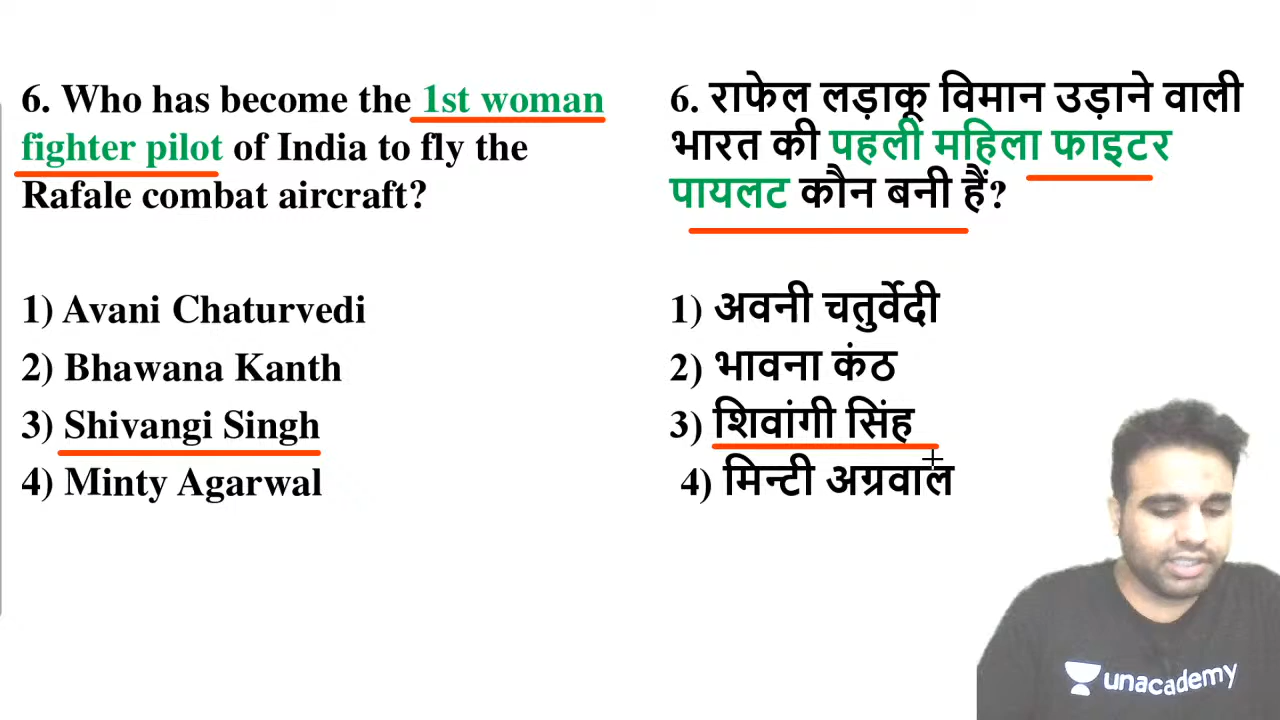 6. Who has become the 1st woman
fighter pilot of India to fly the
Rafale combat aircraft?
1) Avani Chaturvedi
2) Bhawana Kanth
3) Shivangi Singh
4) Minty Agarwal
6. राफेल लड़ाकू विमान उड़ाने वाली
भारत की पहली महिला फाइटर
पायलट कौन बनी हैं?
1) अवनी चतुर्वेदी
2) भावना कंठ
3) शिवांगी सिंह
4) मिन्टी अग्रवाल
unacademy